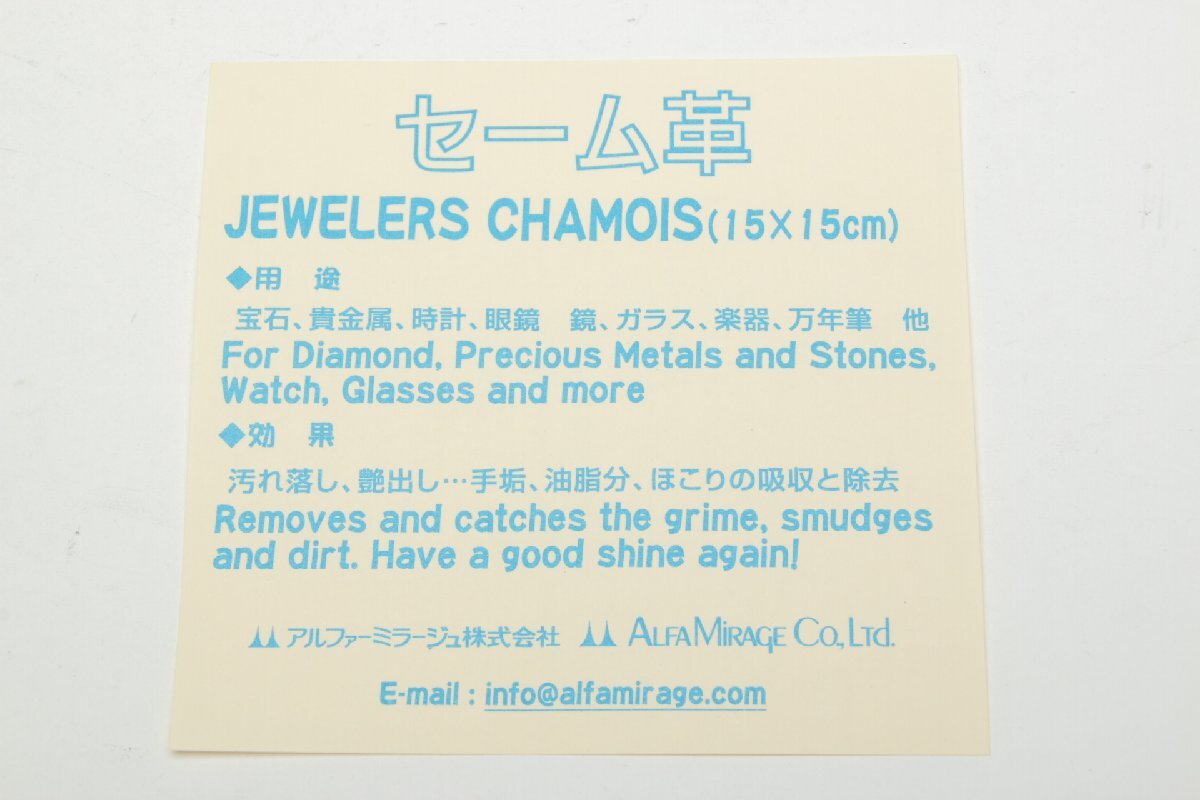 セーム革
JEWELERS CHAMOIS(15×15cm)
◆用　途
宝石、貴金属、時計、眼鏡　鏡、ガラス、楽器、万年筆　他
For Diamond, Precious Metals and Stones,
Watch, Glasses and more
◆効　果
汚れ落し、艶出し…手垢、油脂分、ほこりの吸収と除去
Removes and catches the grime, smudges
and dirt. Have a good shine again!
アルファーミラージュ株式会社 ALFA MIRAGE CO., LTD.
E-mail : info@alfamirage.com